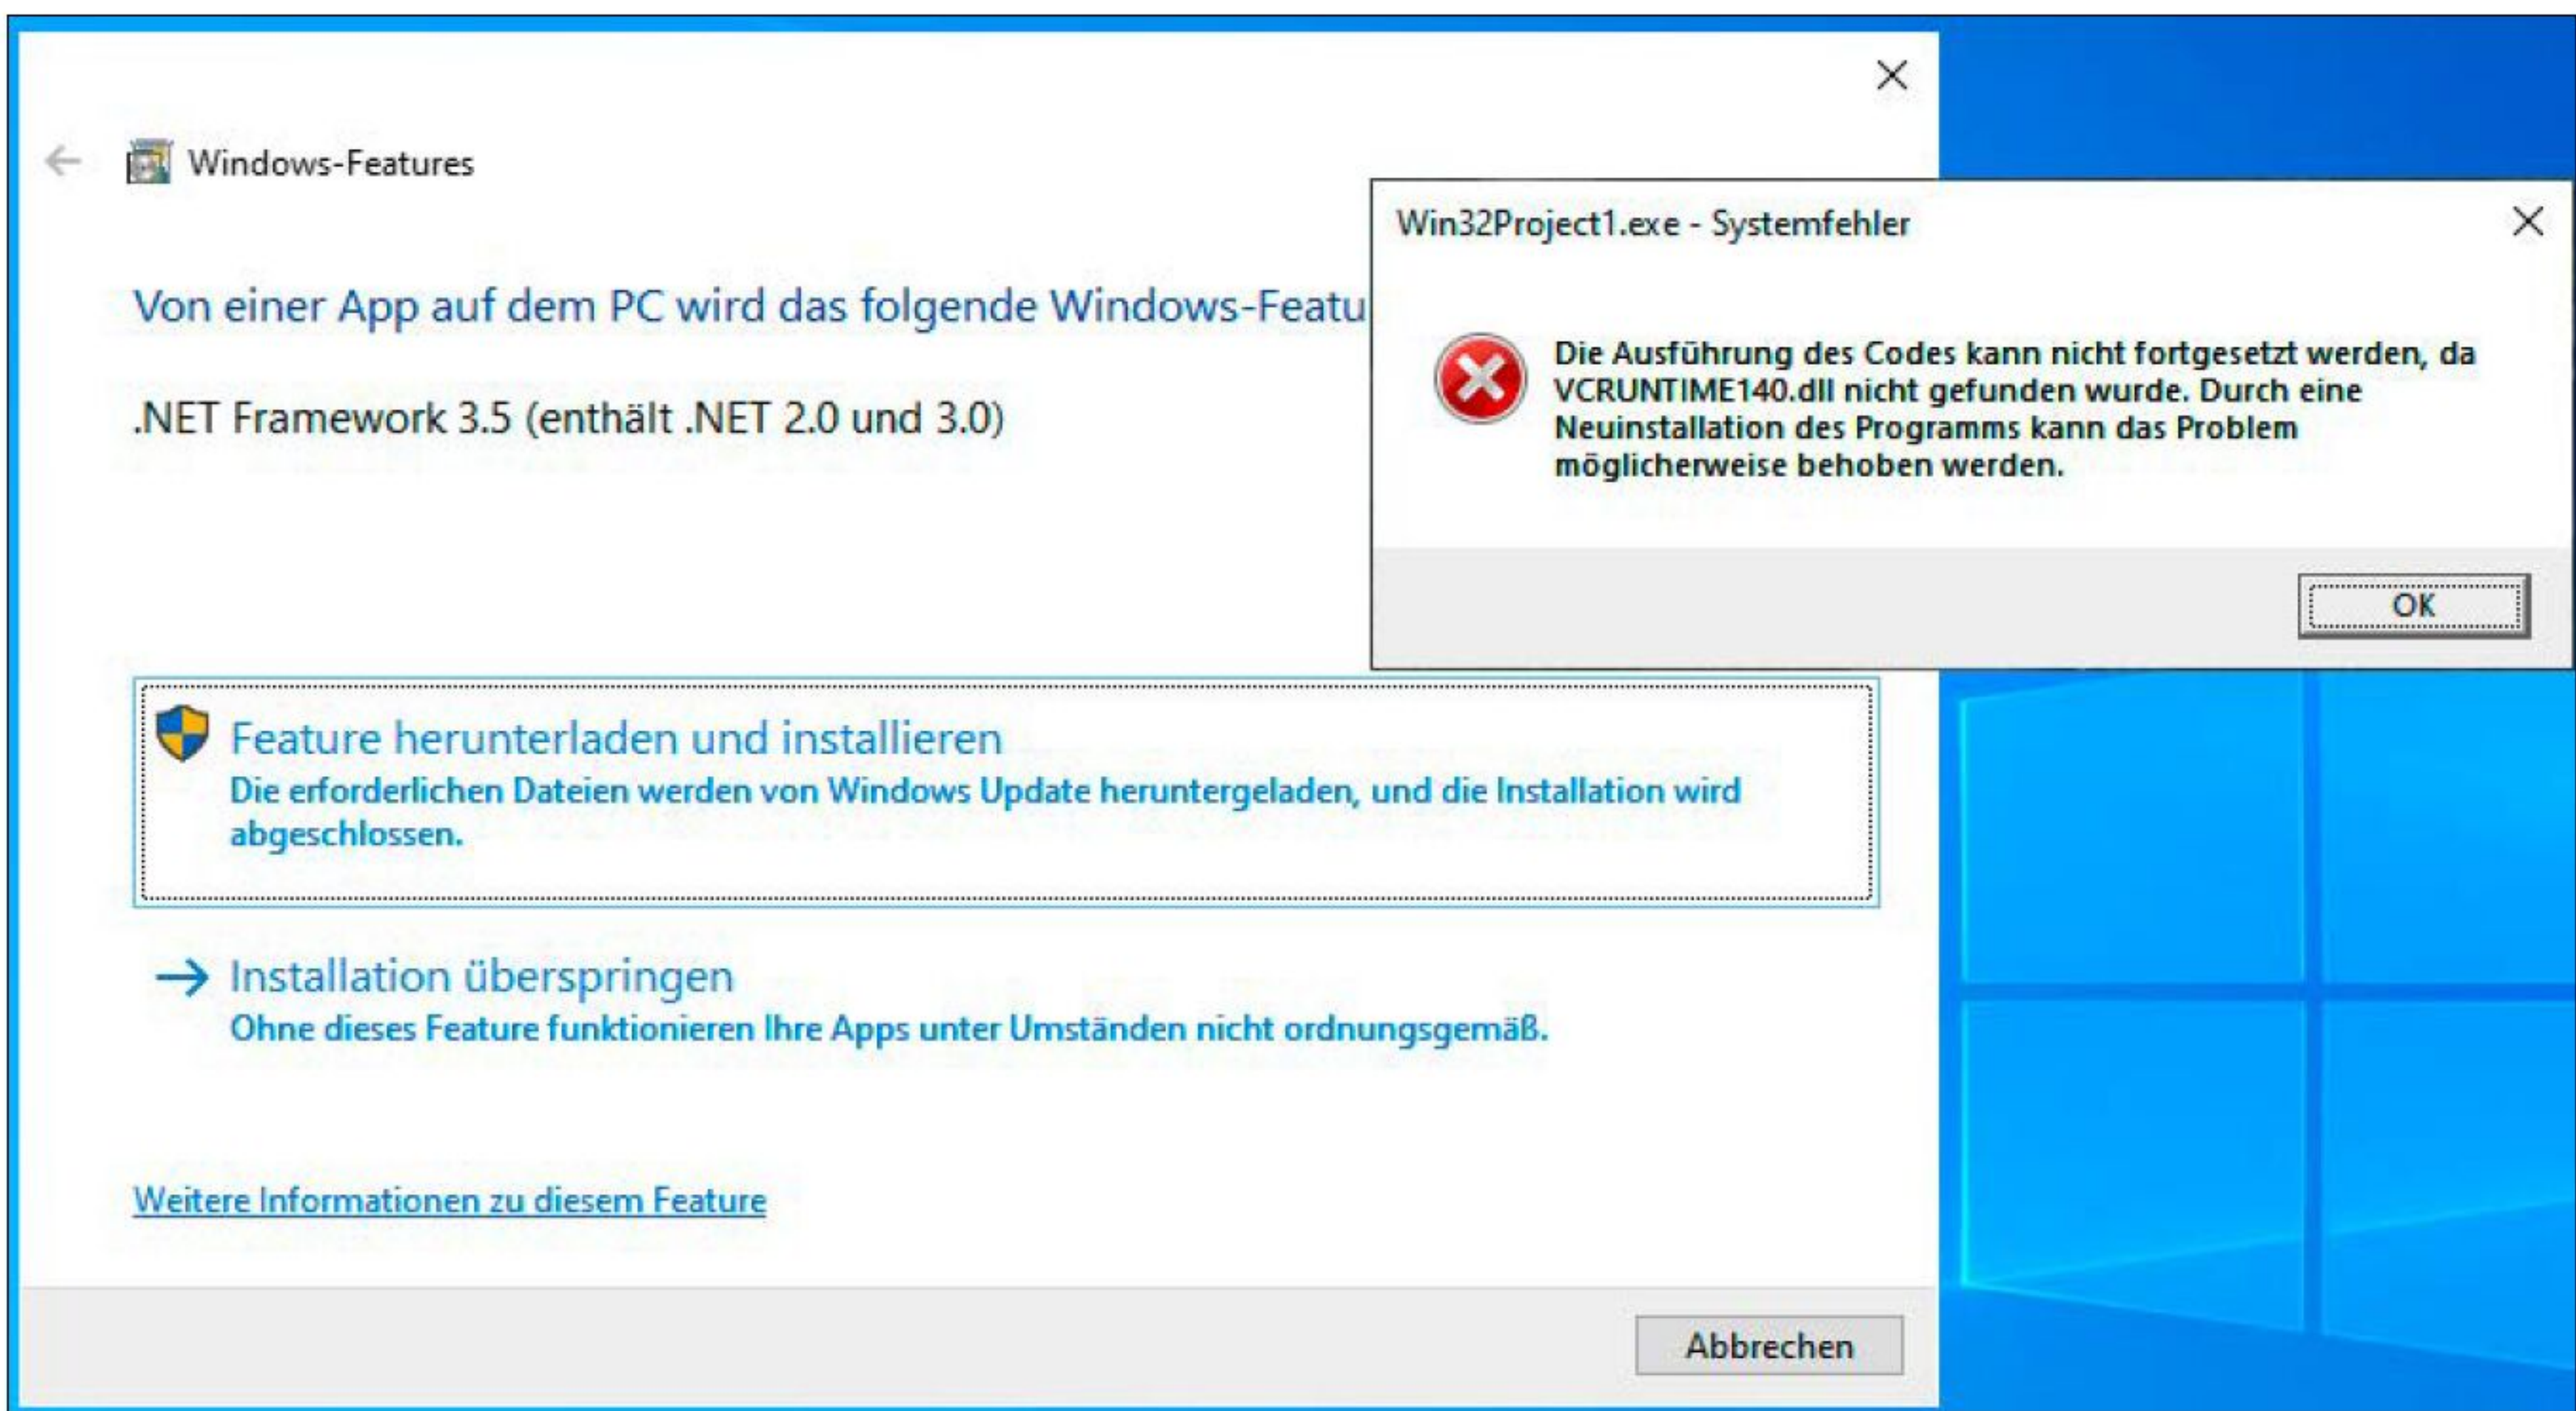 Windows-Features
Von einer App auf dem PC wird das folgende Windows-Featu
.NET Framework 3.5 (enthält .NET 2.0 und 3.0)
Win32Project1.exe - Systemfehler
Die Ausführung des Codes kann nicht fortgesetzt werden, da
VCRUNTIME140.dll nicht gefunden wurde. Durch eine
Neuinstallation des Programms kann das Problem
möglicherweise behoben werden.
OK
Feature herunterladen und installieren
Die erforderlichen Dateien werden von Windows Update heruntergeladen, und die Installation wird
abgeschlossen.
Installation überspringen
Ohne dieses Feature funktionieren Ihre Apps unter Umständen nicht ordnungsgemäß.
Weitere Informationen zu diesem Feature
Abbrechen